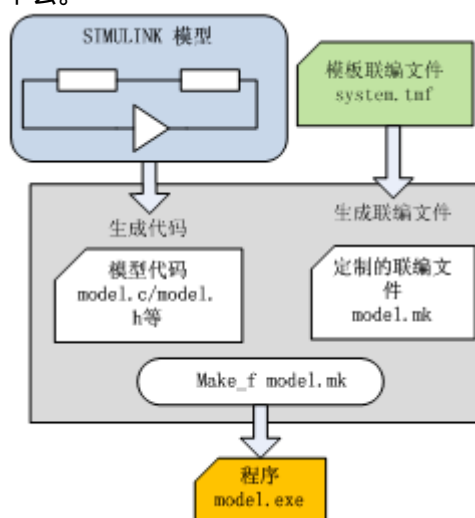 SIMULINK 模型
模板联编文件
system.tmf
生成代码
生成联编文件
模型代码
model.c/model.
h等
定制的联编文
件
model.mk
Make_f model.mk
程序
model.exe